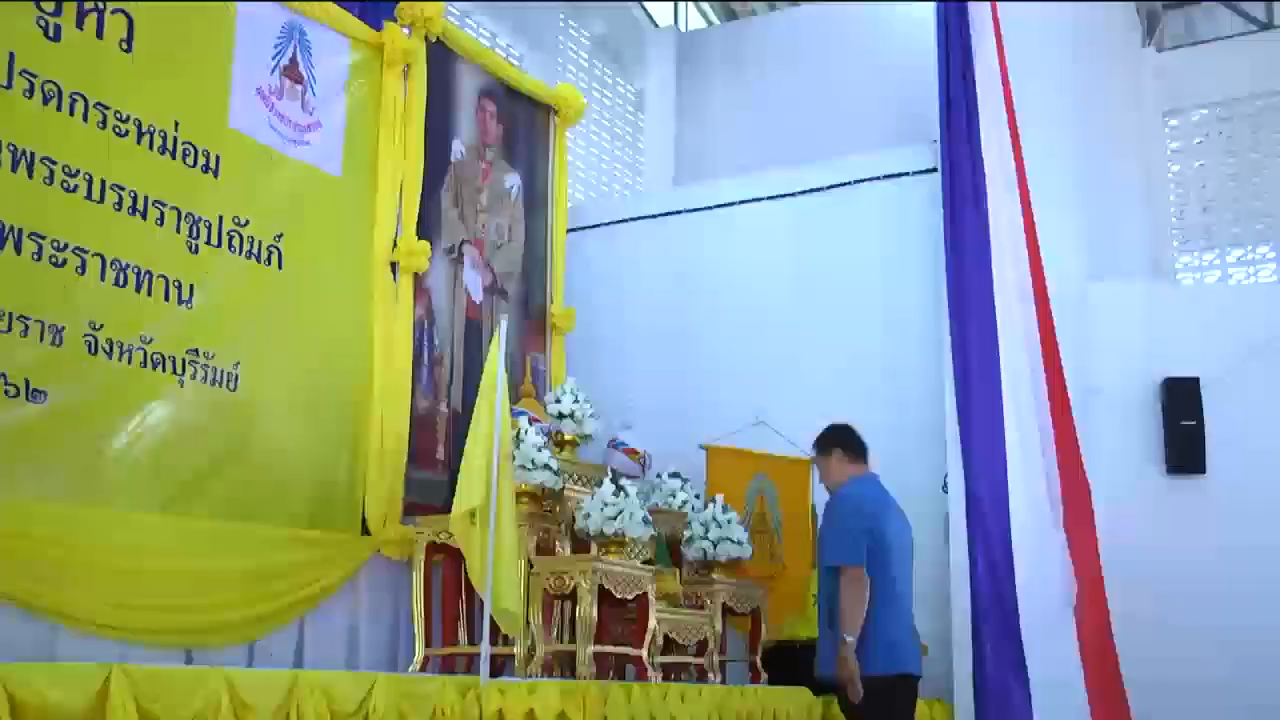 ยู่หัว
ปรดกระหม่อม
นพระบรมราชูปถัมภ์
พระราชทาน
ยราช จังหวัดบุรีรัมย์
๖๒